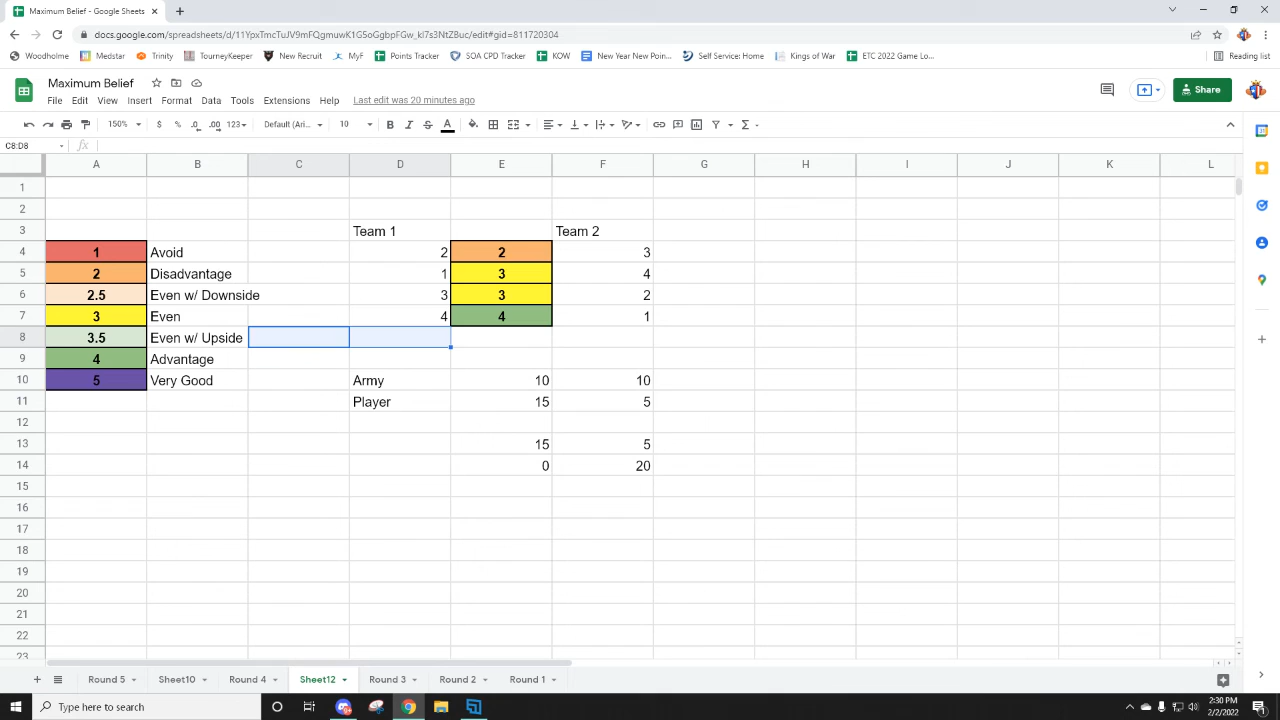 Maximum Belief - Google Sheets
docs.google.com/spreadsheets/d/11YpxTmcTuJV9mFQgmuwK1G5oGgbpFGw_kl7s3NtZBuc/edit#gid=811720304
Woodholme Medstar Trinity TourneyKeeper New Recruit MyF Points Tracker SOA CPD Tracker KOW New Year New Poin... Self Service: Home Kings of War ETC 2022 Game Lo... Reading list
Maximum Belief
File Edit View Insert Format Data Tools Extensions Help Last edit was 20 minutes ago
Share
150% $ % .0 .00 123 Default (Ari... 10 B I S A
C8:D8 fx
A B C D E F G H I J K L
1
2
3 Team 1 Team 2
4 1 Avoid 2 2 3
5 2 Disadvantage 1 3 4
6 2.5 Even w/ Downside 3 3 2
7 3 Even 4 4 1
8 3.5 Even w/ Upside
9 4 Advantage
10 5 Very Good Army 10 10
11 Player 15 5
12
13 15 5
14 0 20
15
16
17
18
19
20
21
22
23
Round 5 Sheet10 Round 4 Sheet12 Round 3 Round 2 Round 1
Type here to search
2:30 PM
2/2/2022